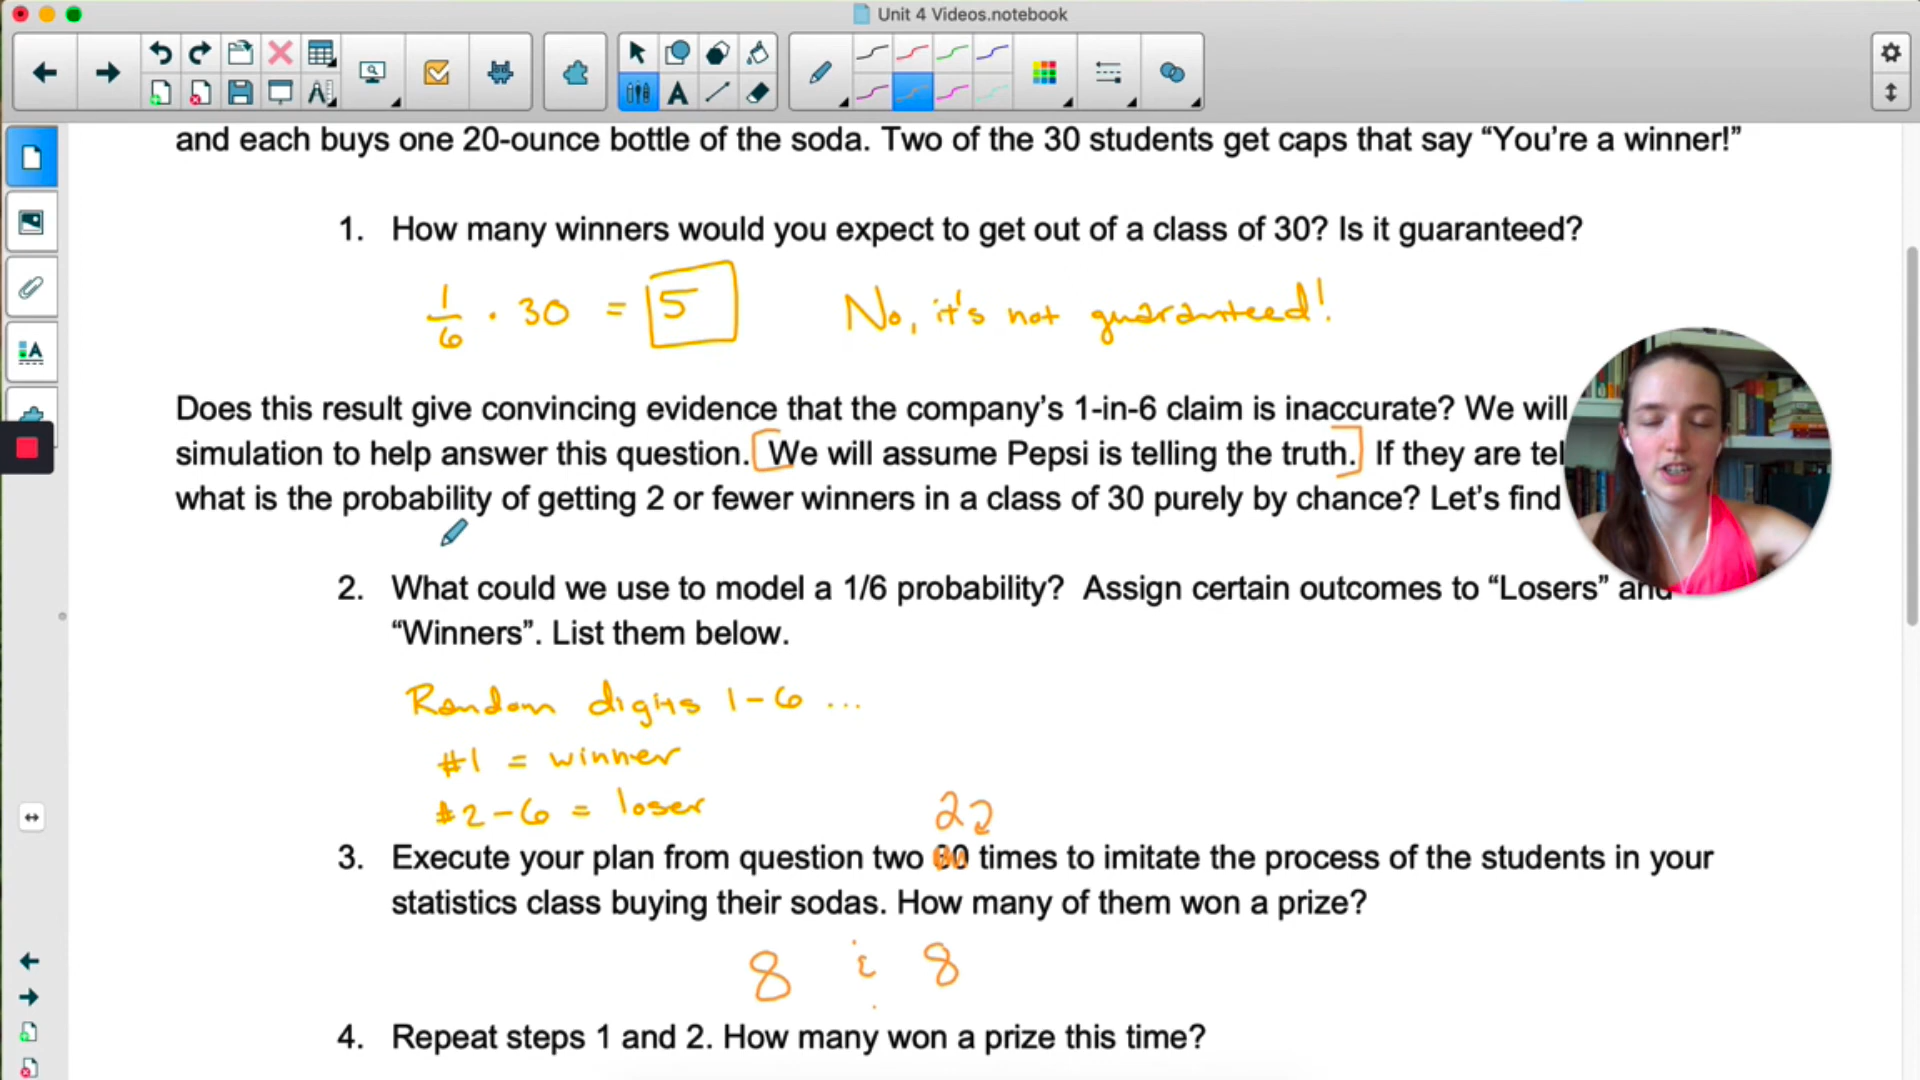 Unit 4 Videos.notebook
and each buys one 20-ounce bottle of the soda. Two of the 30 students get caps that say “You’re a winner!”
1. How many winners would you expect to get out of a class of 30? Is it guaranteed?
1/6 · 30 = 5 No, it's not guaranteed!
Does this result give convincing evidence that the company’s 1-in-6 claim is inaccurate? We will
simulation to help answer this question. [We will assume Pepsi is telling the truth.] If they are tel
what is the probability of getting 2 or fewer winners in a class of 30 purely by chance? Let’s find
2. What could we use to model a 1/6 probability? Assign certain outcomes to “Losers” and
“Winners”. List them below.
Random digits 1-6 ...
#1 = winner
#2-6 = loser
3. Execute your plan from question two times to imitate the process of the students in your
statistics class buying their sodas. How many of them won a prize?
8 8
4. Repeat steps 1 and 2. How many won a prize this time?